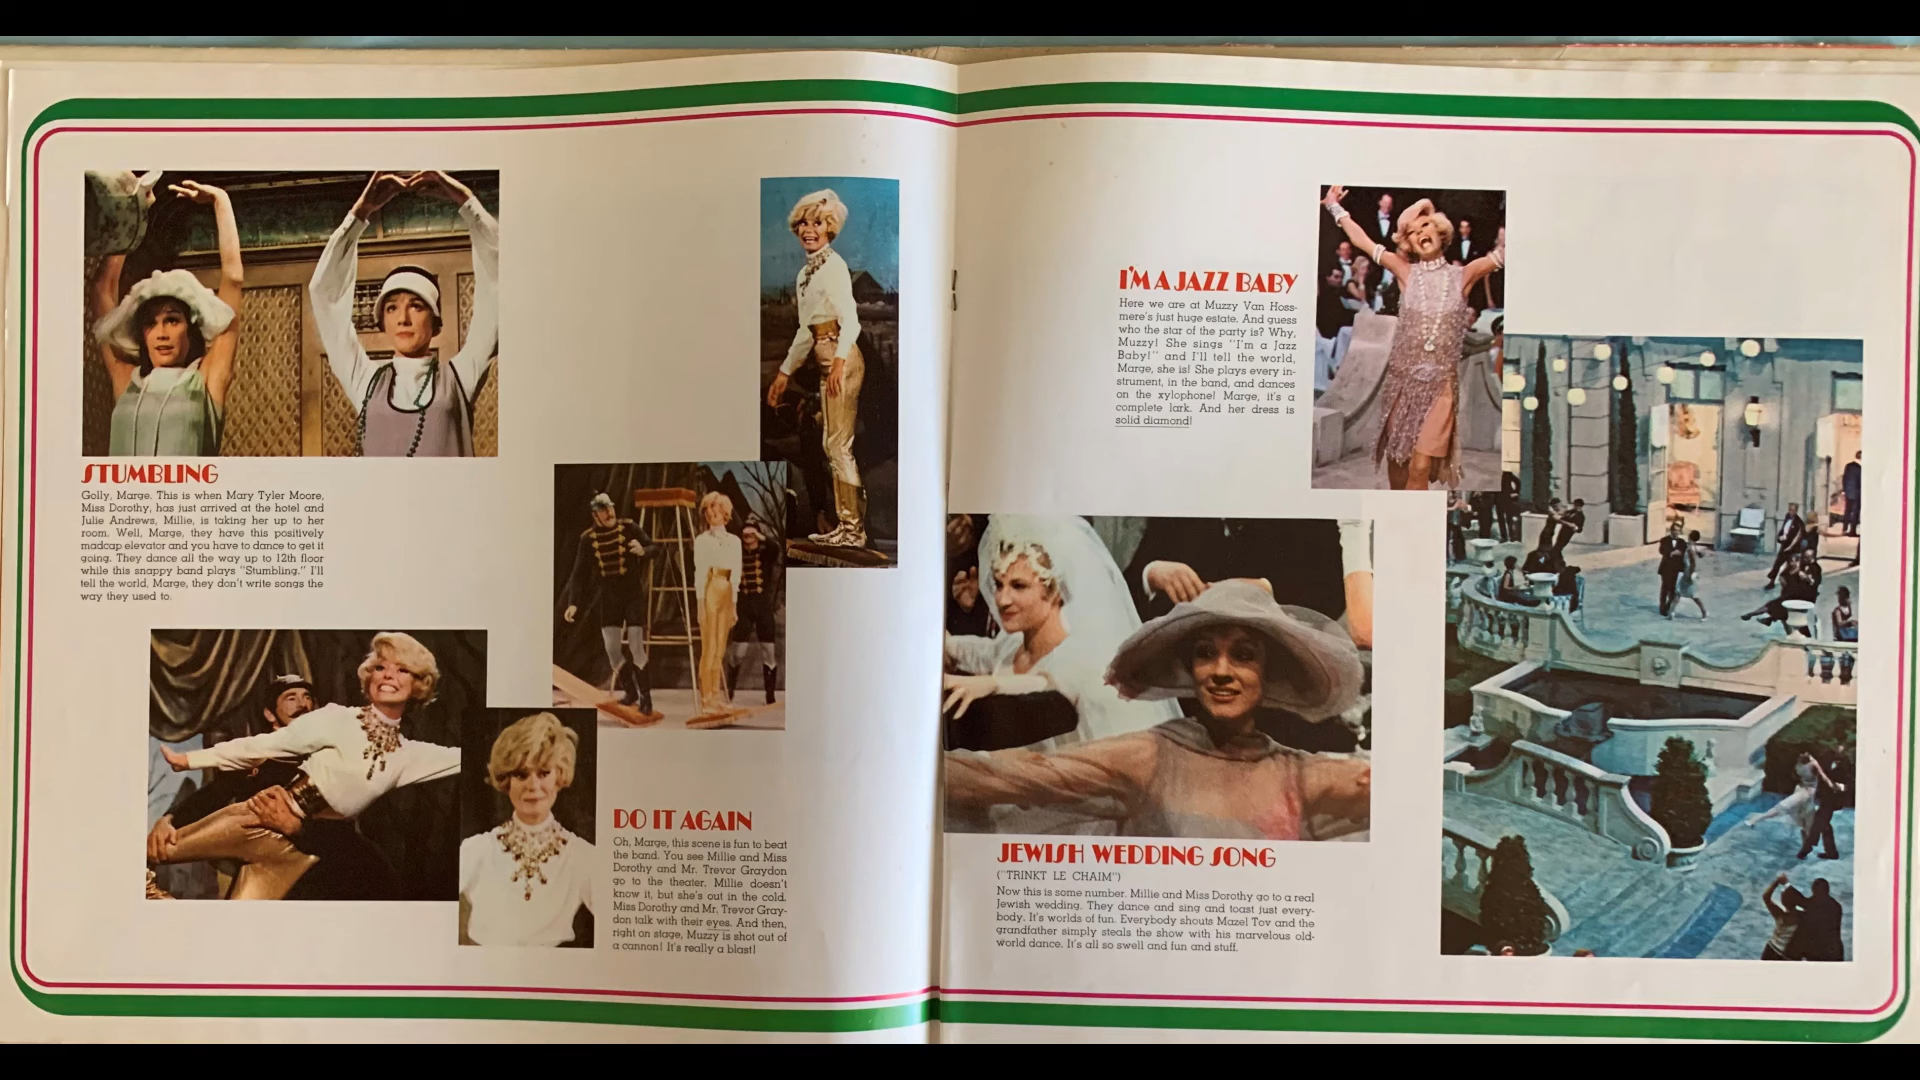 STUMBLING
Golly, Marge. This is when Mary Tyler Moore,
Miss Dorothy, has just arrived at the hotel and
Julie Andrews, Millie, is taking her up to her
room. Well, Marge, they have this positively
madcap elevator and you have to dance to get it
going. They dance all the way up to 12th floor
while this snappy band plays "Stumbling." I'll
tell the world, Marge, they don't write songs the
way they used to.
DO IT AGAIN
Oh, Marge, this scene is fun to beat
the band. You see Millie and Miss
Dorothy and Mr. Trevor Graydon
go to the theater. Millie doesn't
know it, but she's out in the cold.
Miss Dorothy and Mr. Trevor Gray-
don talk with their eyes. And then,
right on stage, Muzzy is shot out of
a cannon! It's really a blast!
I'M A JAZZ BABY
Here we are at Muzzy Van Hoss-
mere's just huge estate. And guess
who the star of the party is? Why,
Muzzy! She sings "I'm a Jazz
Baby!" and I'll tell the world,
Marge, she is! She plays every in-
strument, in the band, and dances
on the xylophone! Marge, it's a
complete lark. And her dress is
solid diamond!
JEWISH WEDDING SONG
("TRINKT LE CHAIM")
Now this is some number. Millie and Miss Dorothy go to a real
Jewish wedding. They dance and sing and toast just every-
body. It's worlds of fun. Everybody shouts Mazel Tov and the
grandfather simply steals the show with his marvelous old-
world dance. It's all so swell and fun and stuff.